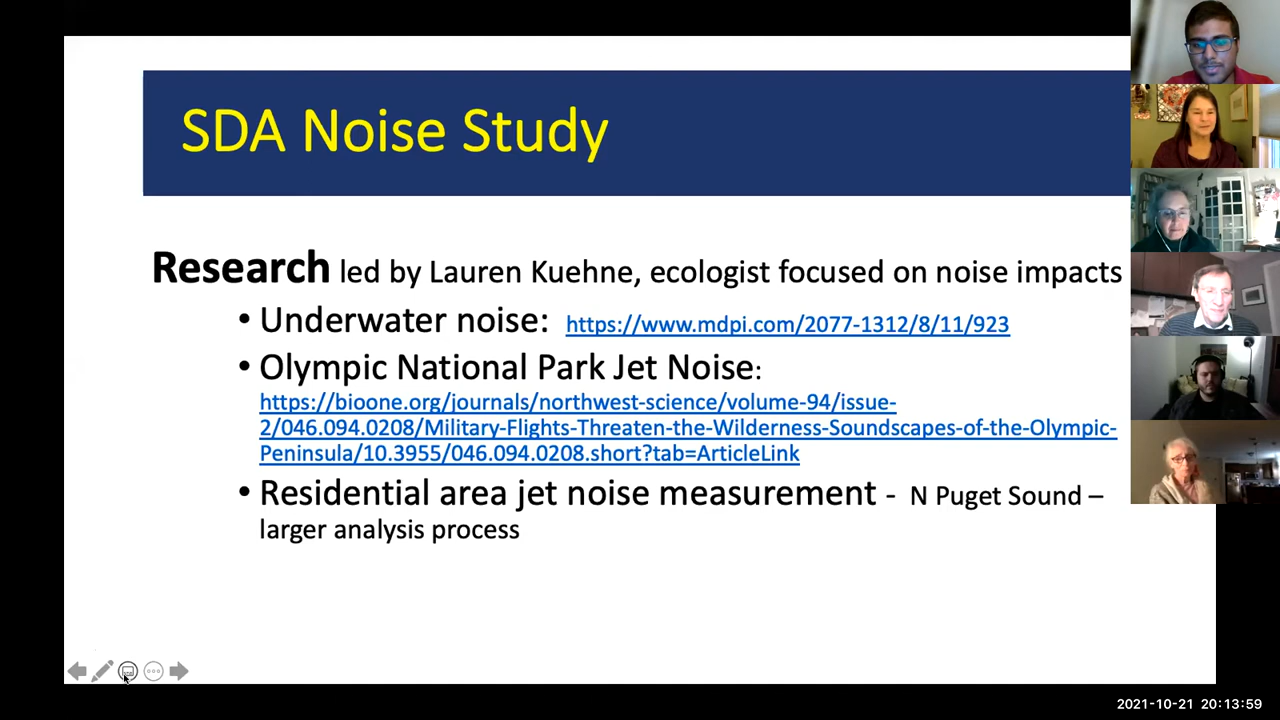 SDA Noise Study
Research led by Lauren Kuehne, ecologist focused on noise impacts
• Underwater noise: https://www.mdpi.com/2077-1312/8/11/923
• Olympic National Park Jet Noise:
https://bioone.org/journals/northwest-science/volume-94/issue-
2/046.094.0208/Military-Flights-Threaten-the-Wilderness-Soundscapes-of-the-Olympic-
Peninsula/10.3955/046.094.0208.short?tab=ArticleLink
• Residential area jet noise measurement - N Puget Sound –
larger analysis process
2021-10-21 20:13:59